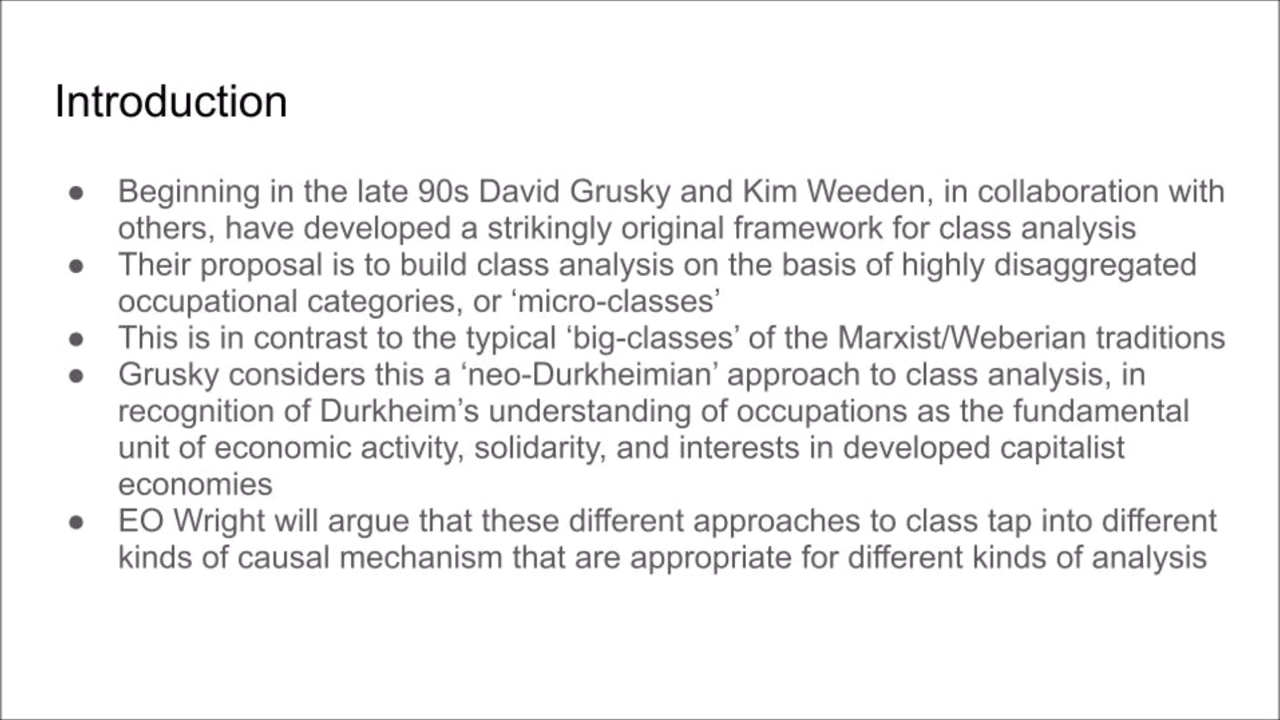 Introduction
● Beginning in the late 90s David Grusky and Kim Weeden, in collaboration with
others, have developed a strikingly original framework for class analysis
● Their proposal is to build class analysis on the basis of highly disaggregated
occupational categories, or ‘micro-classes’
● This is in contrast to the typical ‘big-classes’ of the Marxist/Weberian traditions
● Grusky considers this a ‘neo-Durkheimian’ approach to class analysis, in
recognition of Durkheim’s understanding of occupations as the fundamental
unit of economic activity, solidarity, and interests in developed capitalist
economies
● EO Wright will argue that these different approaches to class tap into different
kinds of causal mechanism that are appropriate for different kinds of analysis